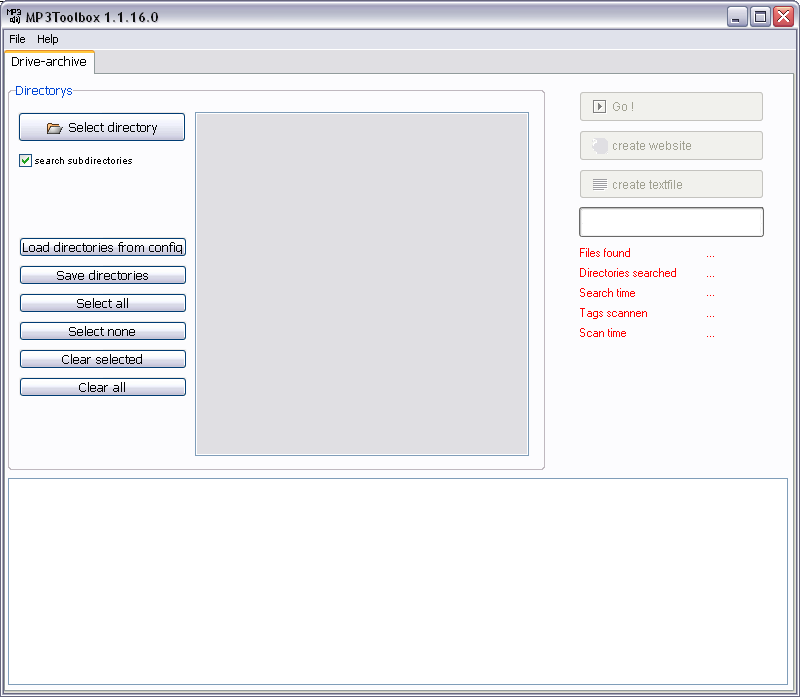 MP3Toolbox 1.1.16.0
File Help
Drive-archive
Directorys
Select directory
search subdirectories
Load directories from config
Save directories
Select all
Select none
Clear selected
Clear all
Go !
create website
create textfile
Files found ...
Directories searched ...
Search time ...
Tags scannen ...
Scan time ...